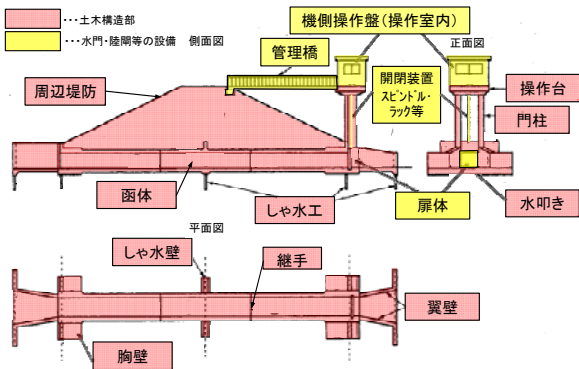 ・・・土木構造部
・・・水門・陸閘等の設備 側面図
機側操作盤(操作室内)
正面図
管理橋
周辺堤防
開閉装置
スピンドル・
ラック等
操作台
門柱
函体
しゃ水工
扉体
水叩き
平面図
しゃ水壁
継手
翼壁
胸壁